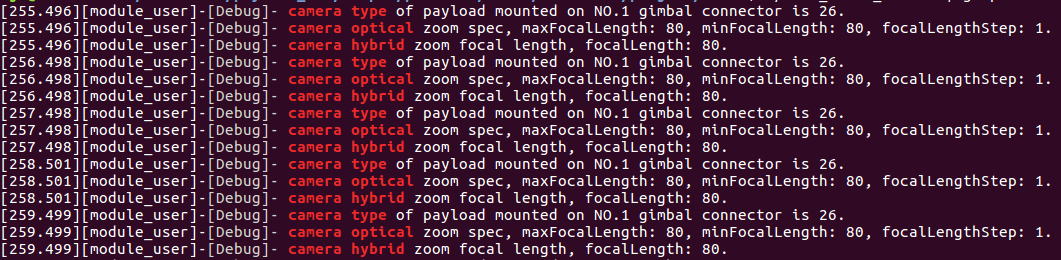 [255.496][module_user]-[Debug]- camera type of payload mounted on NO.1 gimbal connector is 26.
[255.496][module_user]-[Debug]- camera optical zoom spec, maxFocalLength: 80, minFocalLength: 80, focalLengthStep: 1.
[255.496][module_user]-[Debug]- camera hybrid zoom focal length, focalLength: 80.
[256.498][module_user]-[Debug]- camera type of payload mounted on NO.1 gimbal connector is 26.
[256.498][module_user]-[Debug]- camera optical zoom spec, maxFocalLength: 80, minFocalLength: 80, focalLengthStep: 1.
[256.498][module_user]-[Debug]- camera hybrid zoom focal length, focalLength: 80.
[257.498][module_user]-[Debug]- camera type of payload mounted on NO.1 gimbal connector is 26.
[257.498][module_user]-[Debug]- camera optical zoom spec, maxFocalLength: 80, minFocalLength: 80, focalLengthStep: 1.
[257.498][module_user]-[Debug]- camera hybrid zoom focal length, focalLength: 80.
[258.501][module_user]-[Debug]- camera type of payload mounted on NO.1 gimbal connector is 26.
[258.501][module_user]-[Debug]- camera optical zoom spec, maxFocalLength: 80, minFocalLength: 80, focalLengthStep: 1.
[258.501][module_user]-[Debug]- camera hybrid zoom focal length, focalLength: 80.
[259.499][module_user]-[Debug]- camera type of payload mounted on NO.1 gimbal connector is 26.
[259.499][module_user]-[Debug]- camera optical zoom spec, maxFocalLength: 80, minFocalLength: 80, focalLengthStep: 1.
[259.499][module_user]-[Debug]- camera hybrid zoom focal length, focalLength: 80.